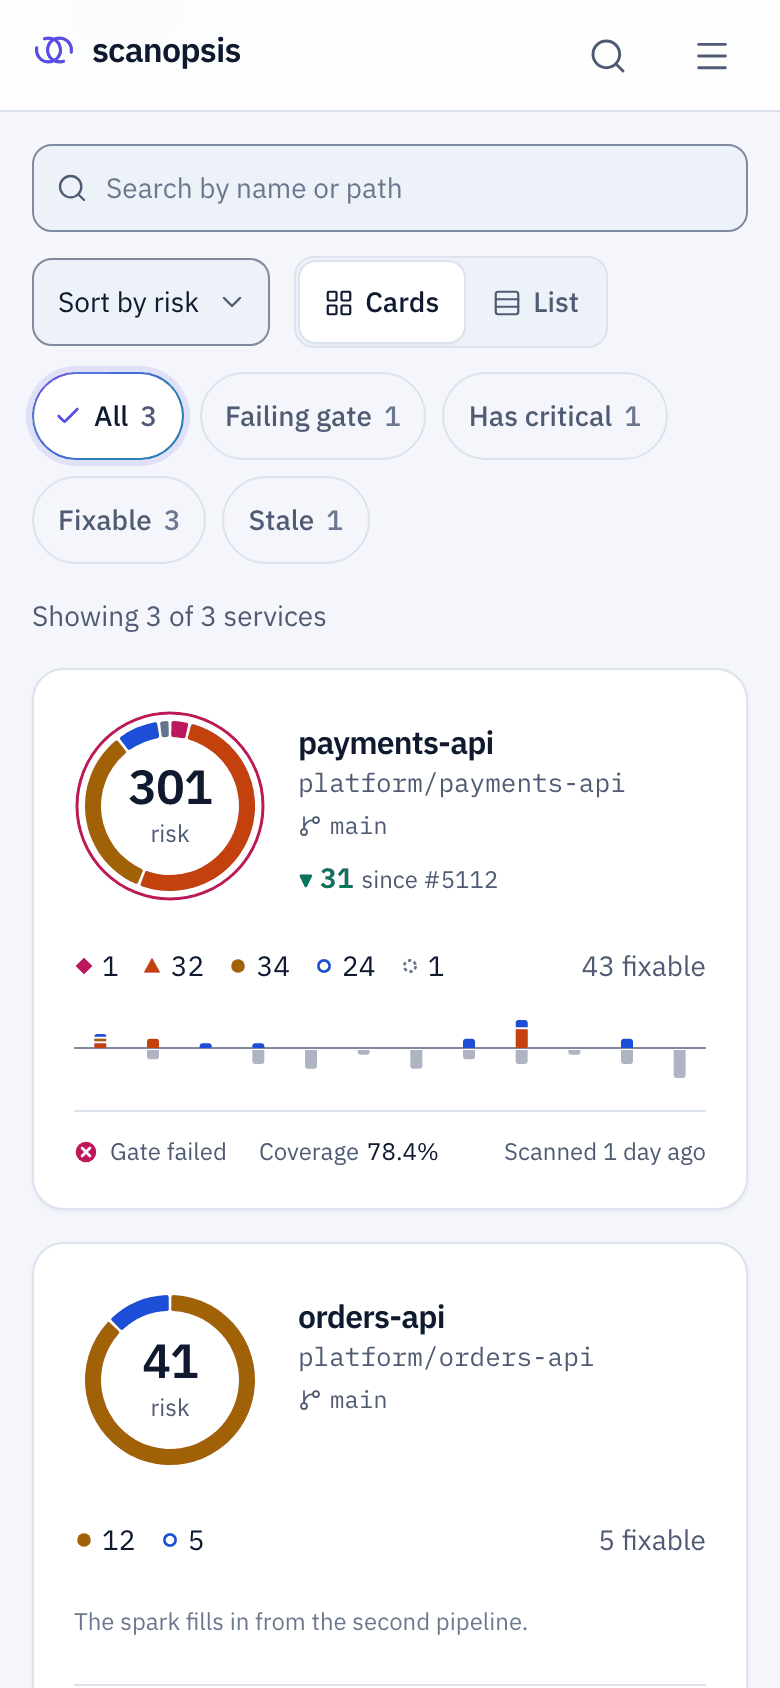 scanopsis
Search by name or path
Sort by risk
Cards
List
All 3
Failing gate 1
Has critical 1
Fixable 3
Stale 1
Showing 3 of 3 services
301
risk
payments-api
platform/payments-api
main
31 since #5112
1 32 34 24 1 43 fixable
Gate failed Coverage 78.4% Scanned 1 day ago
41
risk
orders-api
platform/orders-api
main
12 5 5 fixable
The spark fills in from the second pipeline.